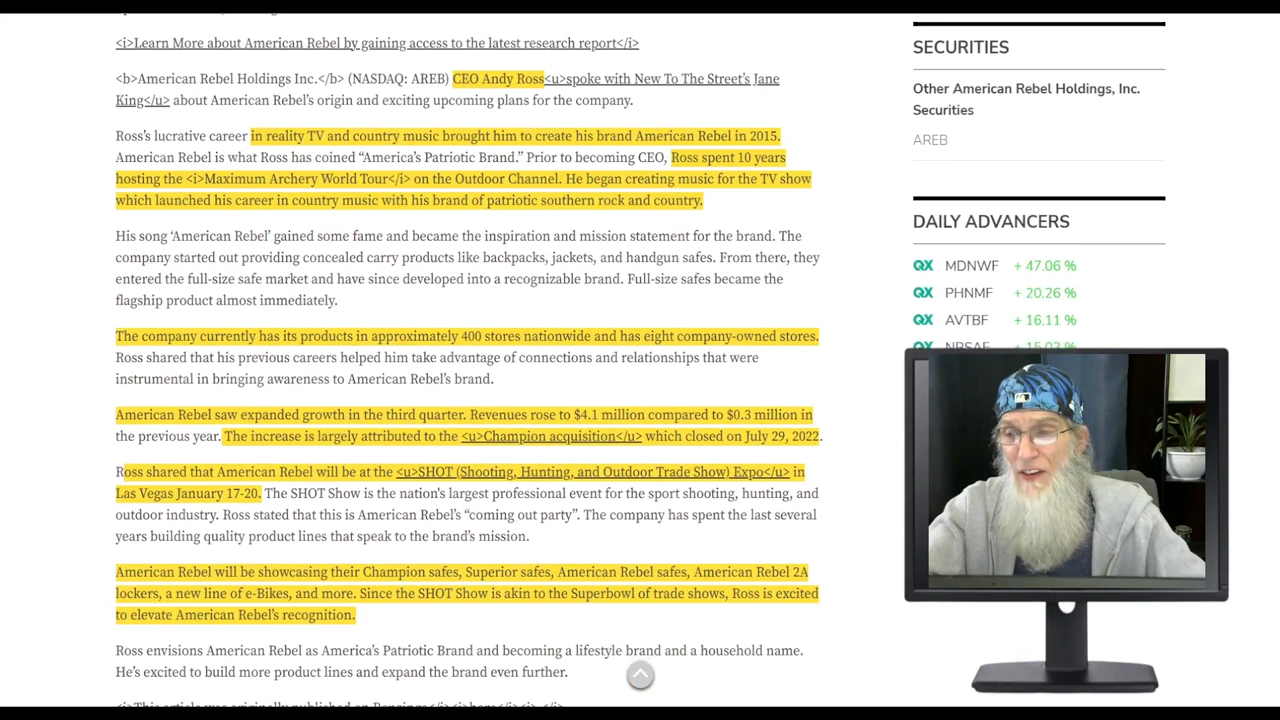 <i>Learn More about American Rebel by gaining access to the latest research report</i>
<b>American Rebel Holdings Inc.</b> (NASDAQ: AREB) CEO Andy Ross<u>spoke with New To The Street's Jane
King</u> about American Rebel's origin and exciting upcoming plans for the company.
Ross's lucrative career in reality TV and country music brought him to create his brand American Rebel in 2015.
American Rebel is what Ross has coined “America's Patriotic Brand.” Prior to becoming CEO, Ross spent 10 years
hosting the <i>Maximum Archery World Tour</i> on the Outdoor Channel. He began creating music for the TV show
which launched his career in country music with his brand of patriotic southern rock and country.
His song ‘American Rebel’ gained some fame and became the inspiration and mission statement for the brand. The
company started out providing concealed carry products like backpacks, jackets, and handgun safes. From there, they
entered the full-size safe market and have since developed into a recognizable brand. Full-size safes became the
flagship product almost immediately.
The company currently has its products in approximately 400 stores nationwide and has eight company-owned stores.
Ross shared that his previous careers helped him take advantage of connections and relationships that were
instrumental in bringing awareness to American Rebel's brand.
American Rebel saw expanded growth in the third quarter. Revenues rose to $4.1 million compared to $0.3 million in
the previous year. The increase is largely attributed to the <u>Champion acquisition</u> which closed on July 29, 2022.
Ross shared that American Rebel will be at the <u>SHOT (Shooting, Hunting, and Outdoor Trade Show) Expo</u> in
Las Vegas January 17-20. The SHOT Show is the nation's largest professional event for the sport shooting, hunting, and
outdoor industry. Ross stated that this is American Rebel's “coming out party”. The company has spent the last several
years building quality product lines that speak to the brand's mission.
American Rebel will be showcasing their Champion safes, Superior safes, American Rebel safes, American Rebel 2A
lockers, a new line of e-Bikes, and more. Since the SHOT Show is akin to the Superbowl of trade shows, Ross is excited
to elevate American Rebel's recognition.
Ross envisions American Rebel as America's Patriotic Brand and becoming a lifestyle brand and a household name.
He's excited to build more product lines and expand the brand even further.
SECURITIES
Other American Rebel Holdings, Inc.
Securities
AREB
DAILY ADVANCERS
QX MDNWF + 47.06 %
QX PHNMF + 20.26 %
QX AVTBF + 16.11 %